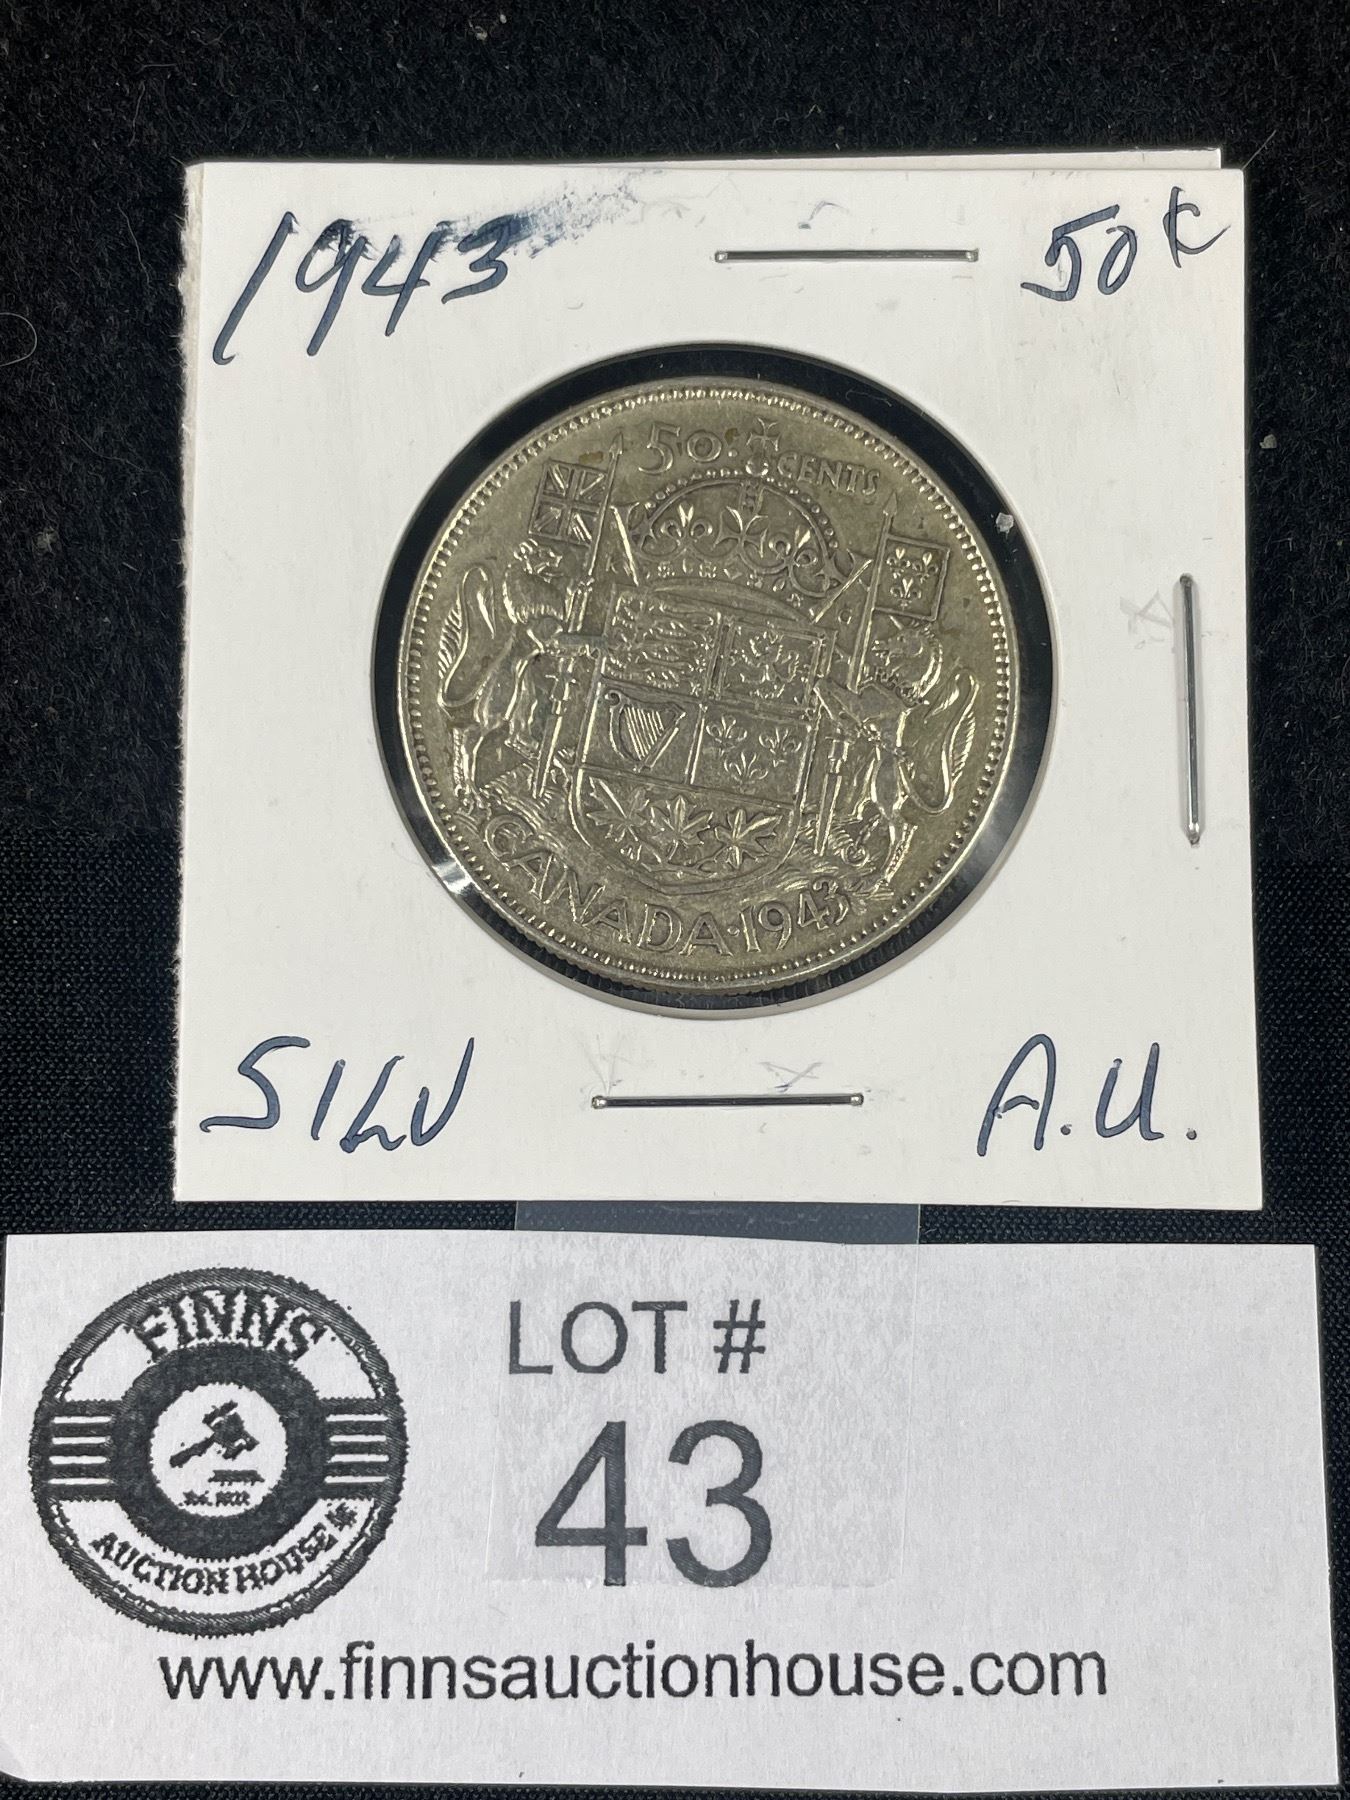 1943 50¢
50 CENTS
CANADA·1943
SILV A.U.
FINNS
AUCTION HOUSE
LOT #
43
www.finnsauctionhouse.com